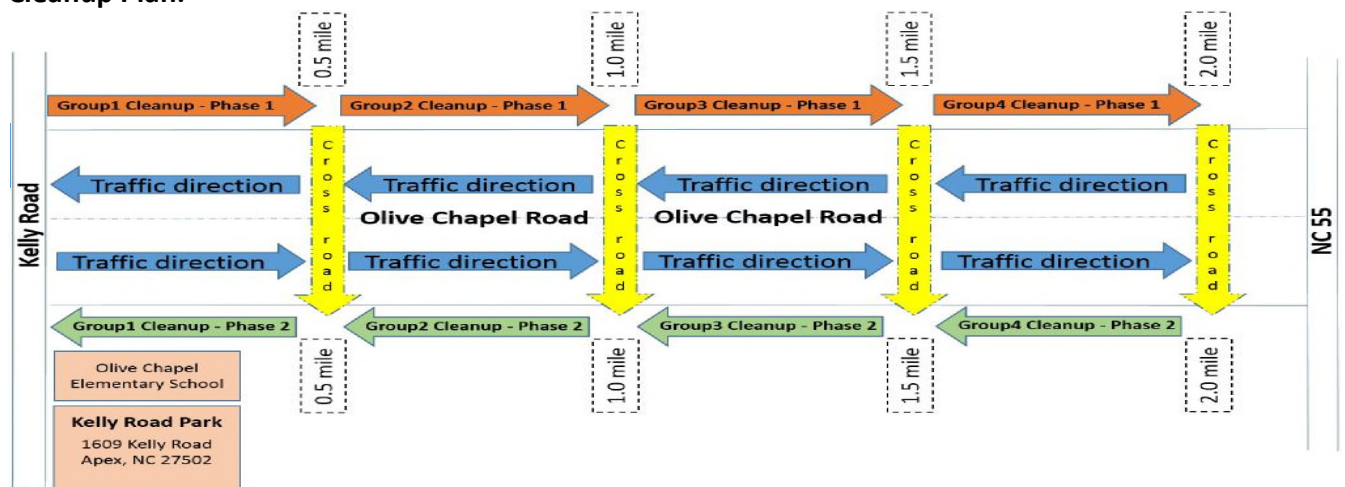 Cleanup Plan:
0.5 mile
1.0 mile
1.5 mile
2.0 mile
Group1 Cleanup - Phase 1
Group2 Cleanup - Phase 1
Group3 Cleanup - Phase 1
Group4 Cleanup - Phase 1
Cross road
Cross road
Cross road
Cross road
Traffic direction
Traffic direction
Traffic direction
Traffic direction
Kelly Road
Olive Chapel Road
Olive Chapel Road
NC 55
Traffic direction
Traffic direction
Traffic direction
Traffic direction
Group1 Cleanup - Phase 2
Group2 Cleanup - Phase 2
Group3 Cleanup - Phase 2
Group4 Cleanup - Phase 2
0.5 mile
1.0 mile
1.5 mile
2.0 mile
Olive Chapel
Elementary School
Kelly Road Park
1609 Kelly Road
Apex, NC 27502